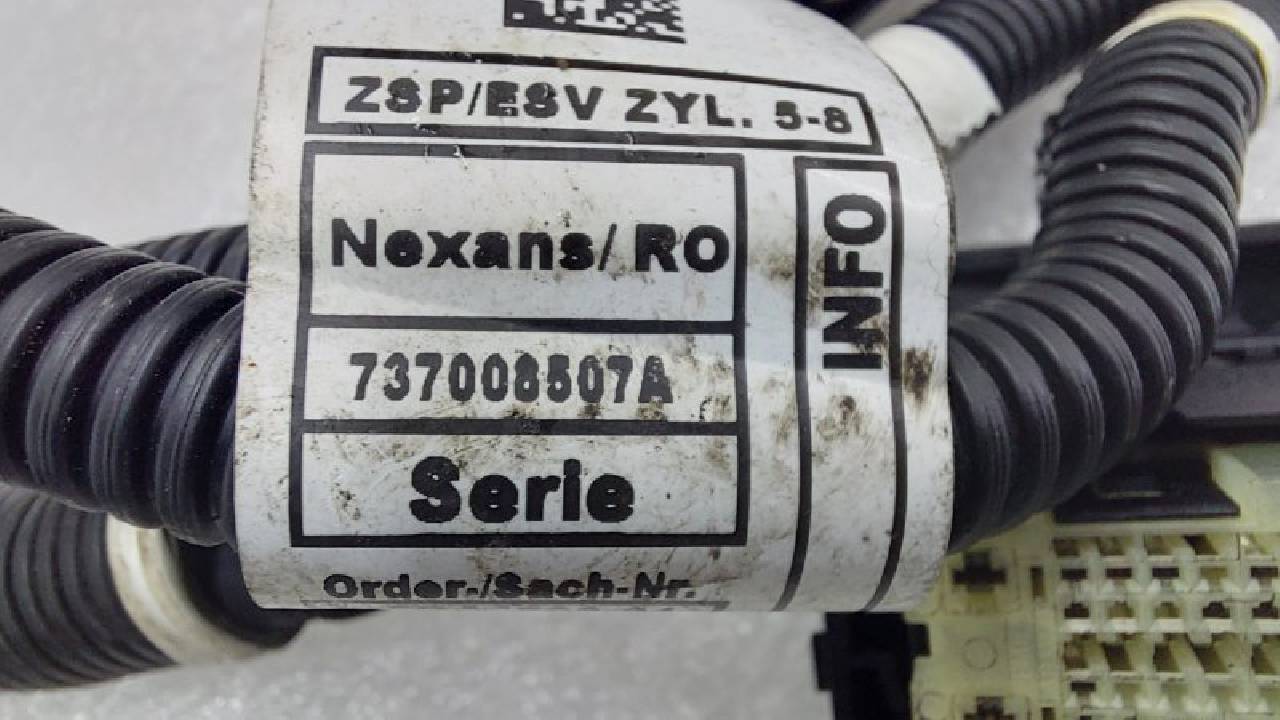 ZSP/ESV ZYL. 5-8
Nexans/ RO
INFO
737008507A
Serie
Order-/Sach-Nr.